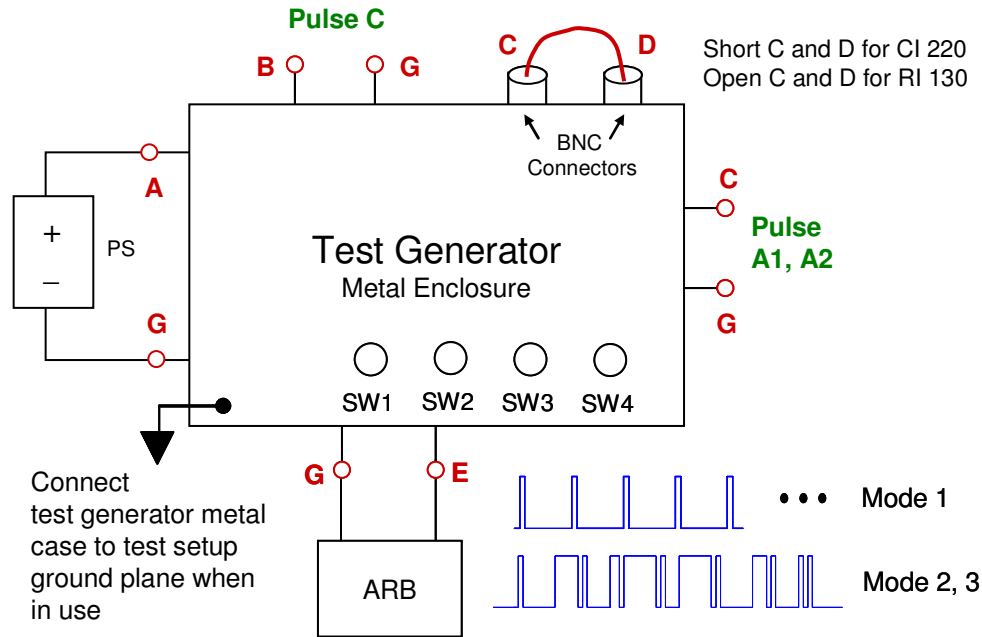 Pulse C
B
G
C
D
Short C and D for CI 220
Open C and D for RI 130
BNC
Connectors
A
+
PS
–
G
Test Generator
Metal Enclosure
C
Pulse
A1, A2
G
SW1
SW2
SW3
SW4
G
E
Connect
test generator metal
case to test setup
ground plane when
in use
ARB
• • • Mode 1
Mode 2, 3